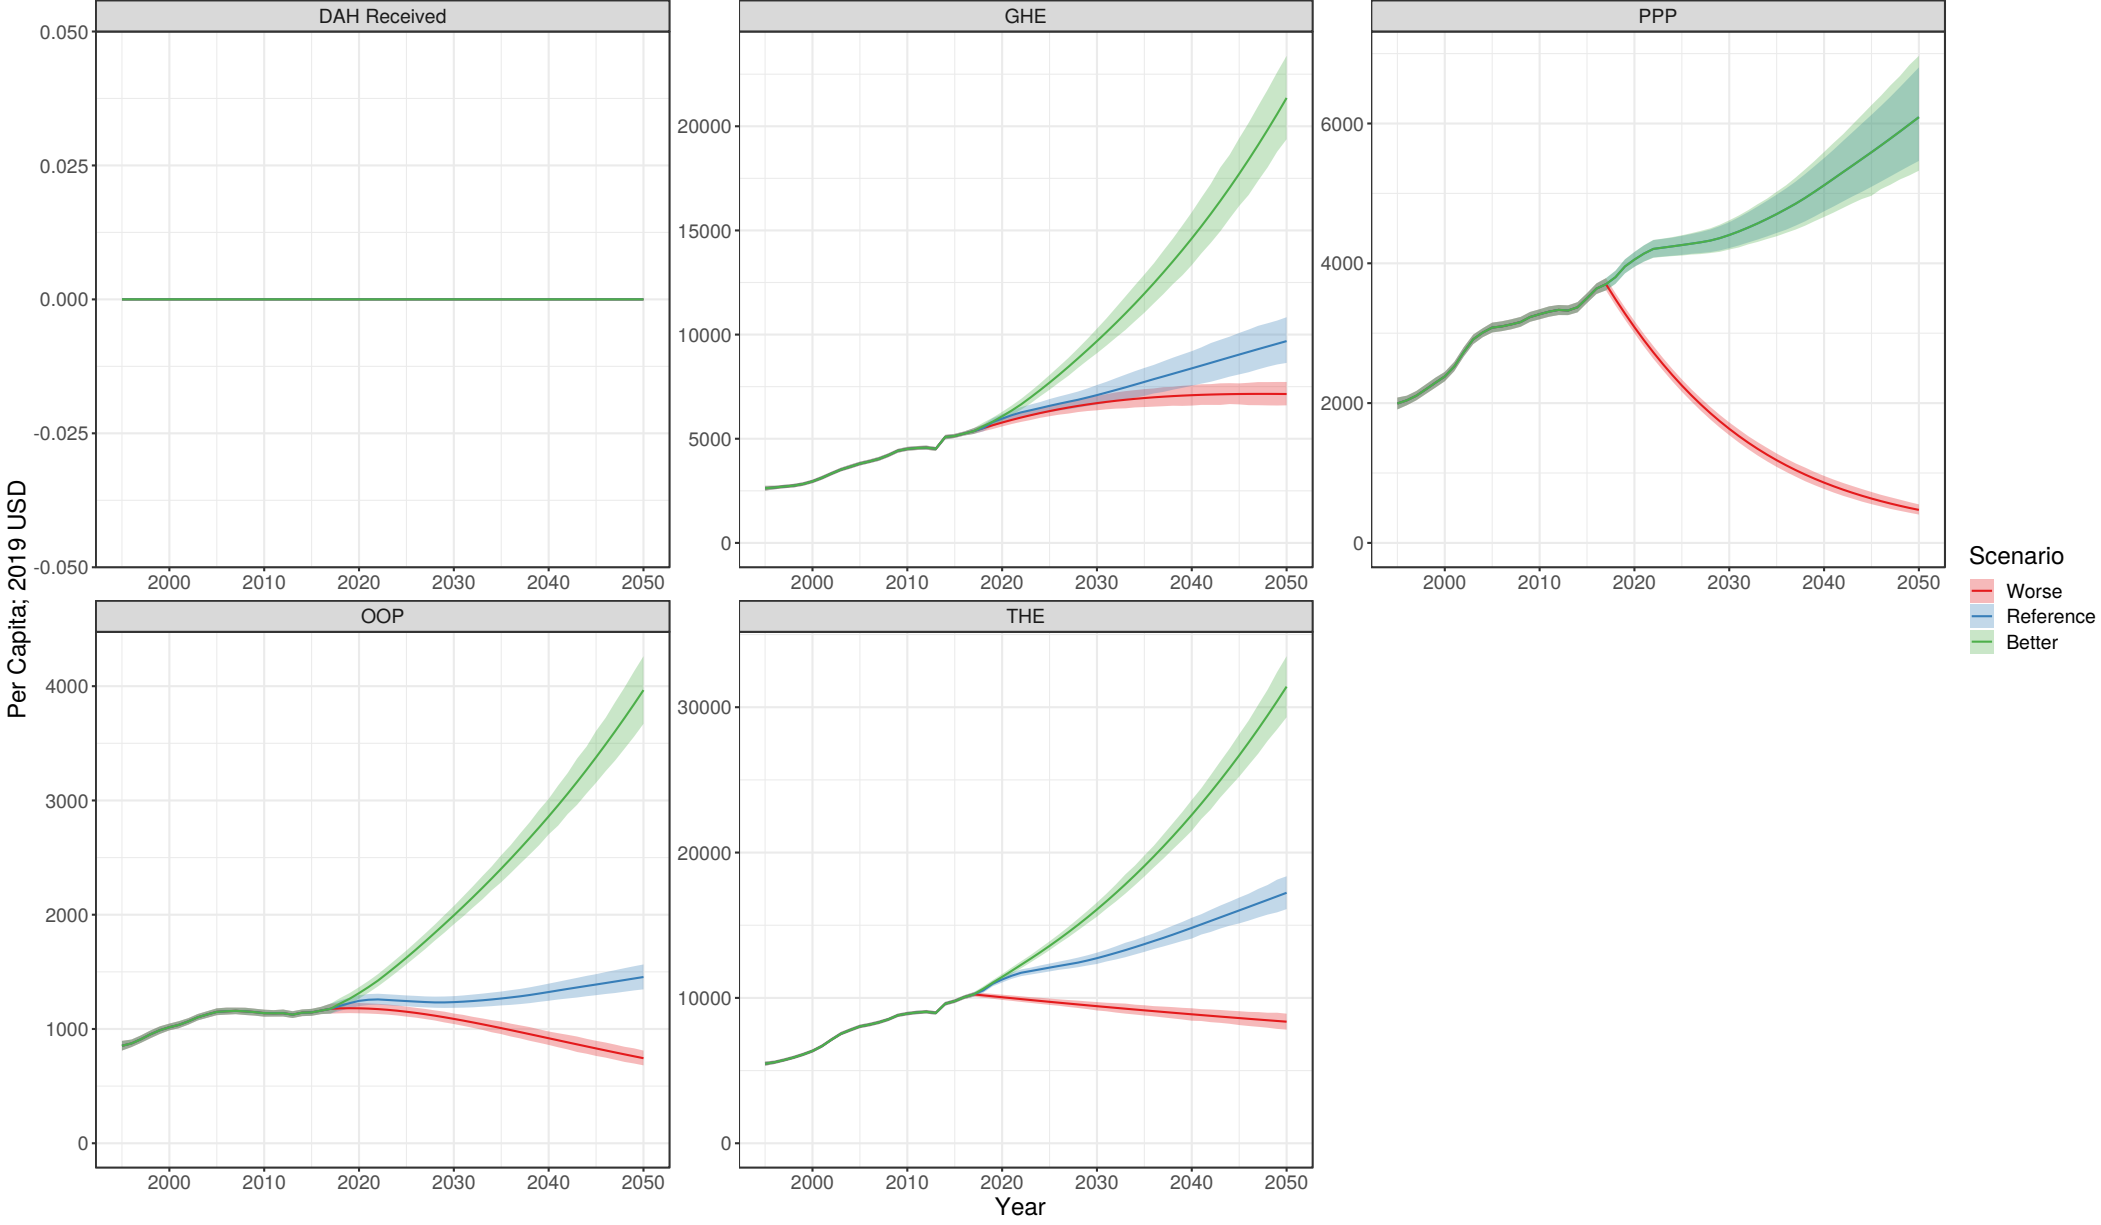 DAH Received
GHE
PPP
0.050
0.025
0.000
-0.025
-0.050
20000
15000
10000
5000
0
6000
4000
2000
0
2000 2010 2020 2030 2040 2050
2000 2010 2020 2030 2040 2050
2000 2010 2020 2030 2040 2050
Per Capita; 2019 USD
OOP
THE
4000
3000
2000
1000
0
30000
20000
10000
0
2000 2010 2020 2030 2040 2050
2000 2010 2020 2030 2040 2050
Year
Scenario
Worse
Reference
Better